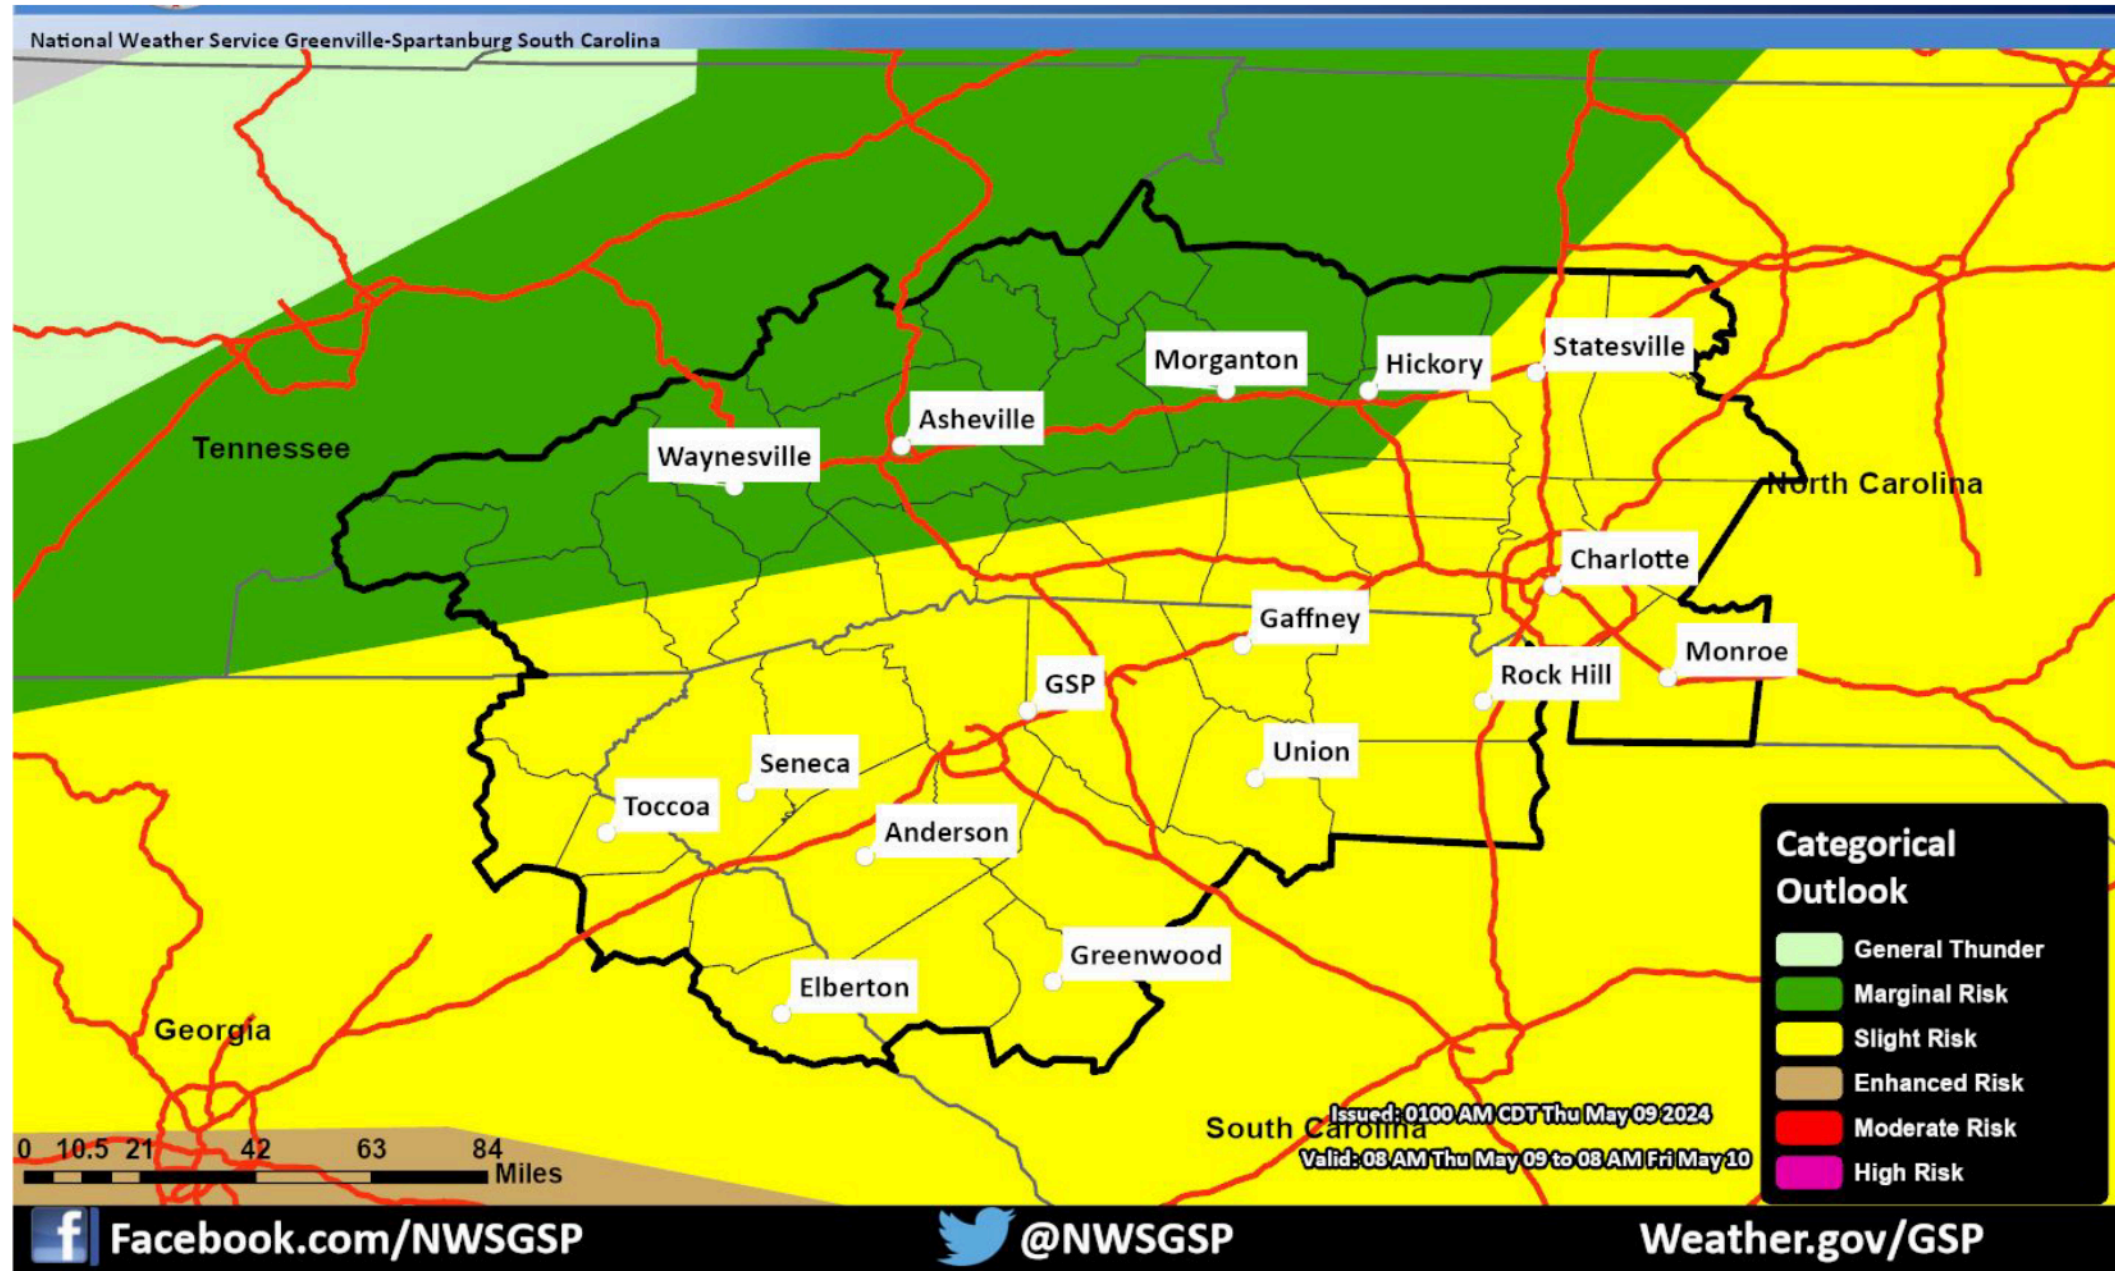 National Weather Service Greenville-Spartanburg South Carolina
Statesville
Morganton
Hickory
Asheville
Tennessee
Waynesville
North Carolina
Charlotte
Gaffney
Monroe
Rock Hill
GSP
Union
Seneca
Toccoa
Anderson
Greenwood
Elberton
Georgia
South Carolina
Issued: 0100 AM CDT Thu May 09 2024
Valid: 08 AM Thu May 09 to 08 AM Fri May 10
Categorical
Outlook
General Thunder
Marginal Risk
Slight Risk
Enhanced Risk
Moderate Risk
High Risk
0 10.5 21 42 63 84
Miles
Facebook.com/NWSGSP
@NWSGSP
Weather.gov/GSP